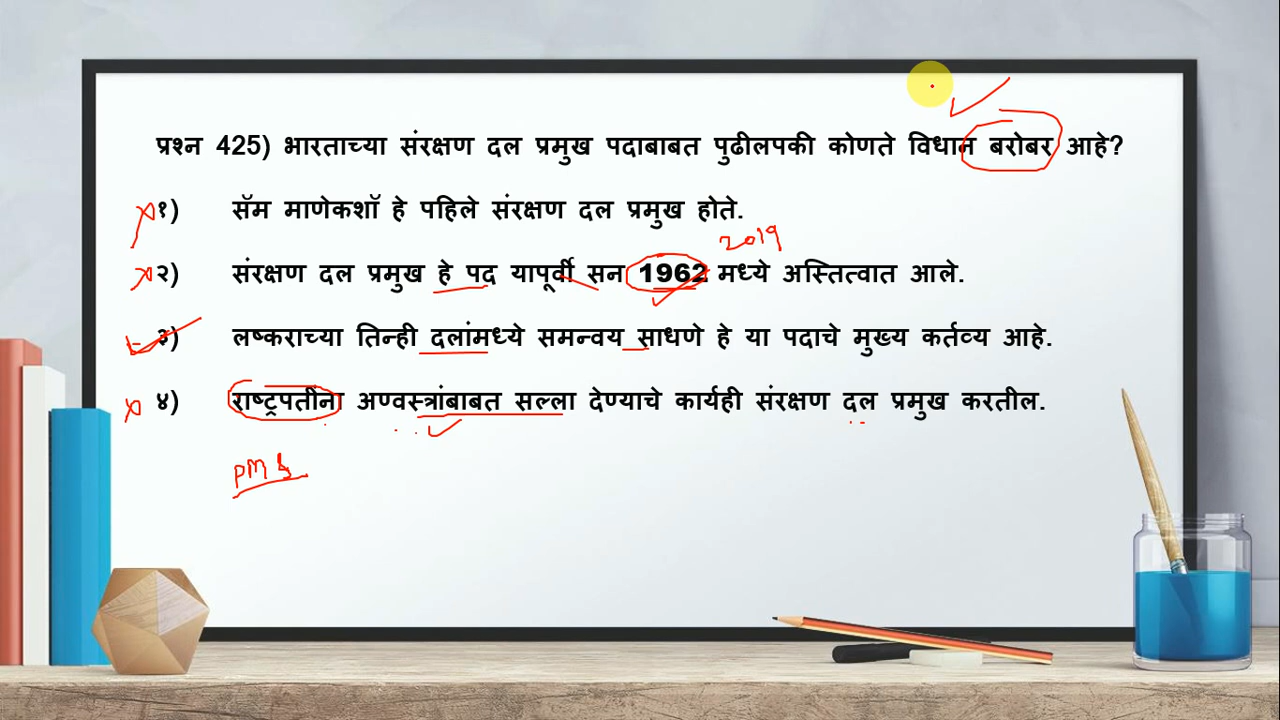 प्रश्न 425) भारताच्या संरक्षण दल प्रमुख पदाबाबत पुढीलपकी कोणते विधान बरोबर आहे?
१) सॅम माणेकशॉ हे पहिले संरक्षण दल प्रमुख होते.
2019
२) संरक्षण दल प्रमुख हे पद यापूर्वी सन 1962 मध्ये अस्तित्वात आले.
३) लष्कराच्या तिन्ही दलांमध्ये समन्वय साधणे हे या पदाचे मुख्य कर्तव्य आहे.
४) राष्ट्रपतींना अण्वस्त्रांबाबत सल्ला देण्याचे कार्यही संरक्षण दल प्रमुख करतील.
PM